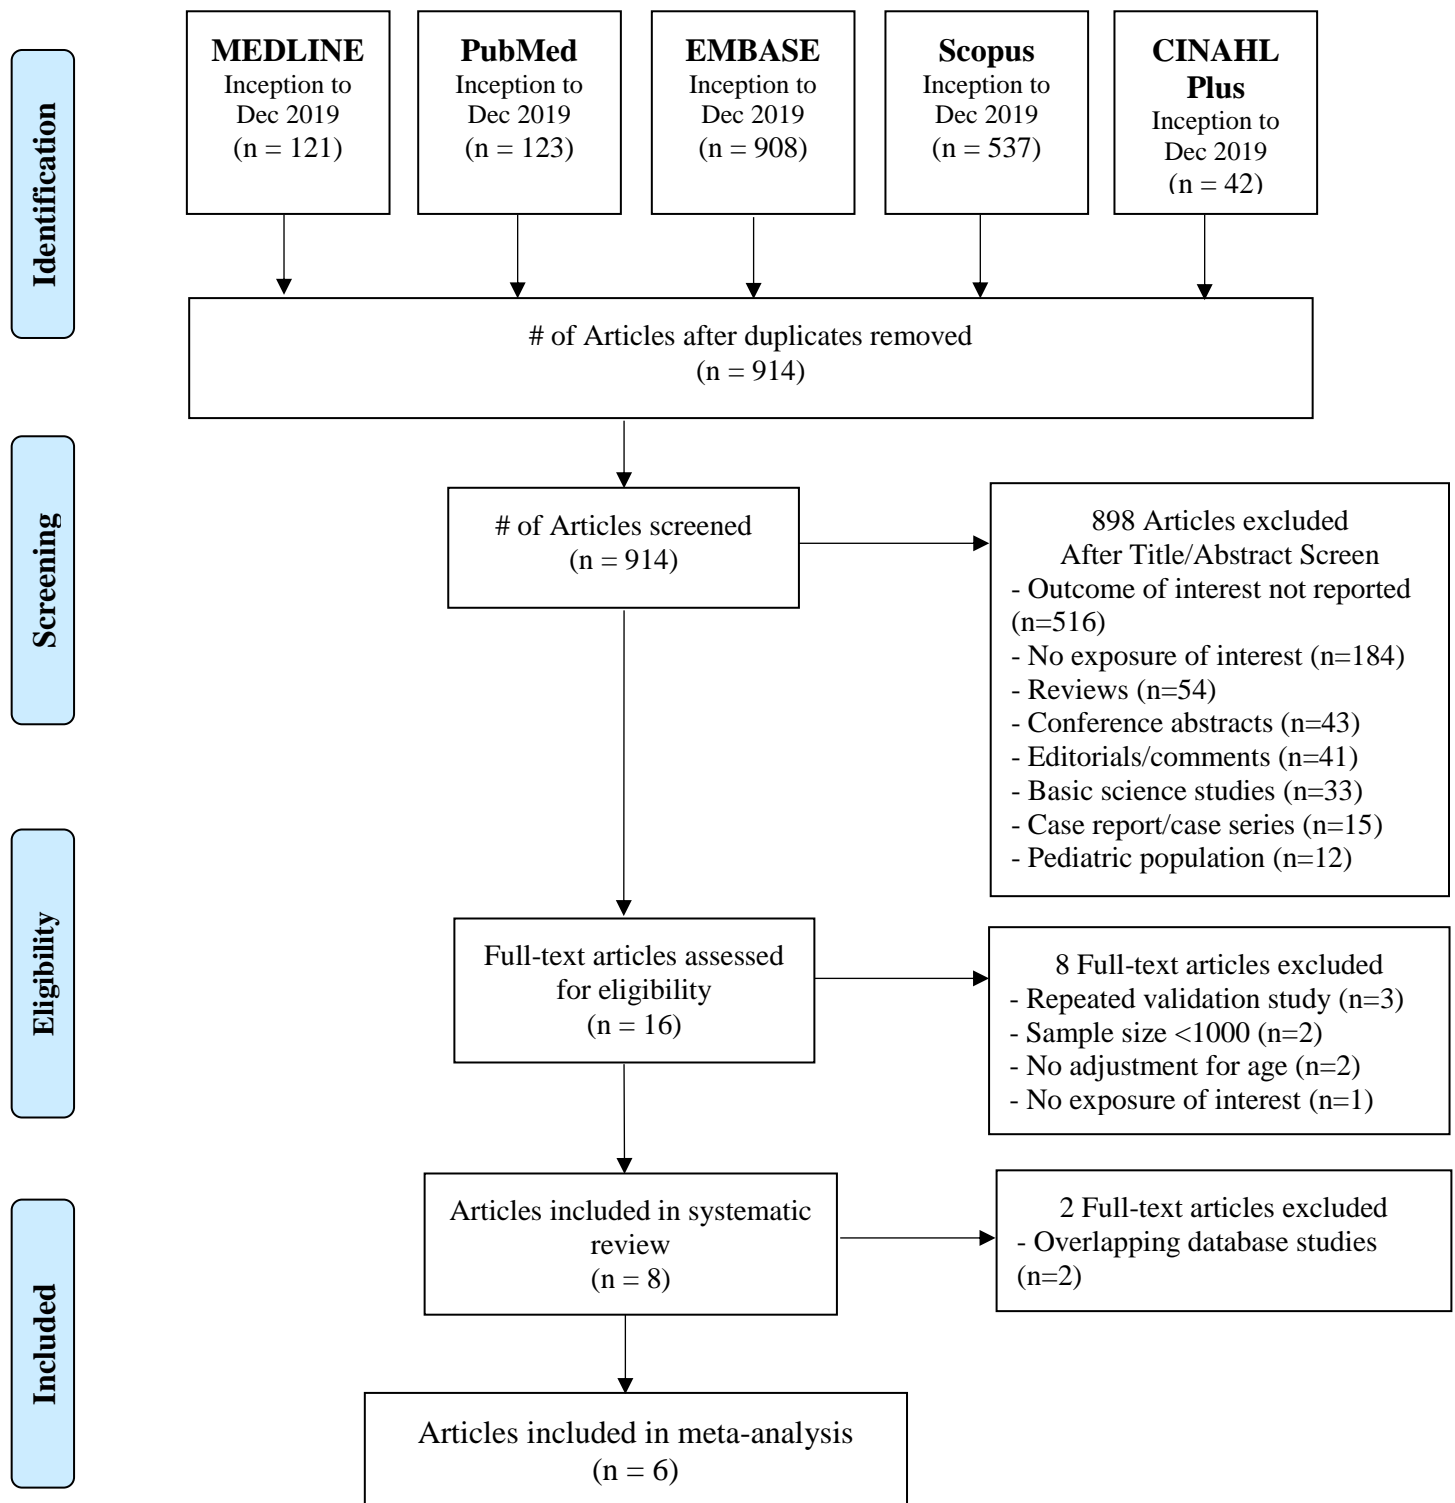 MEDLINE
Inception to
Dec 2019
(n = 121)
PubMed
Inception to
Dec 2019
(n = 123)
EMBASE
Inception to
Dec 2019
(n = 908)
Scopus
Inception to
Dec 2019
(n = 537)
CINAHL
Plus
Inception to
Dec 2019
(n = 42)
Identification
# of Articles after duplicates removed
(n = 914)
Screening
# of Articles screened
(n = 914)
898 Articles excluded
After Title/Abstract Screen
- Outcome of interest not reported
(n=516)
- No exposure of interest (n=184)
- Reviews (n=54)
- Conference abstracts (n=43)
- Editorials/comments (n=41)
- Basic science studies (n=33)
- Case report/case series (n=15)
- Pediatric population (n=12)
Eligibility
Full-text articles assessed
for eligibility
(n = 16)
8 Full-text articles excluded
- Repeated validation study (n=3)
- Sample size <1000 (n=2)
- No adjustment for age (n=2)
- No exposure of interest (n=1)
Included
Articles included in systematic
review
(n = 8)
2 Full-text articles excluded
- Overlapping database studies
(n=2)
Articles included in meta-analysis
(n = 6)